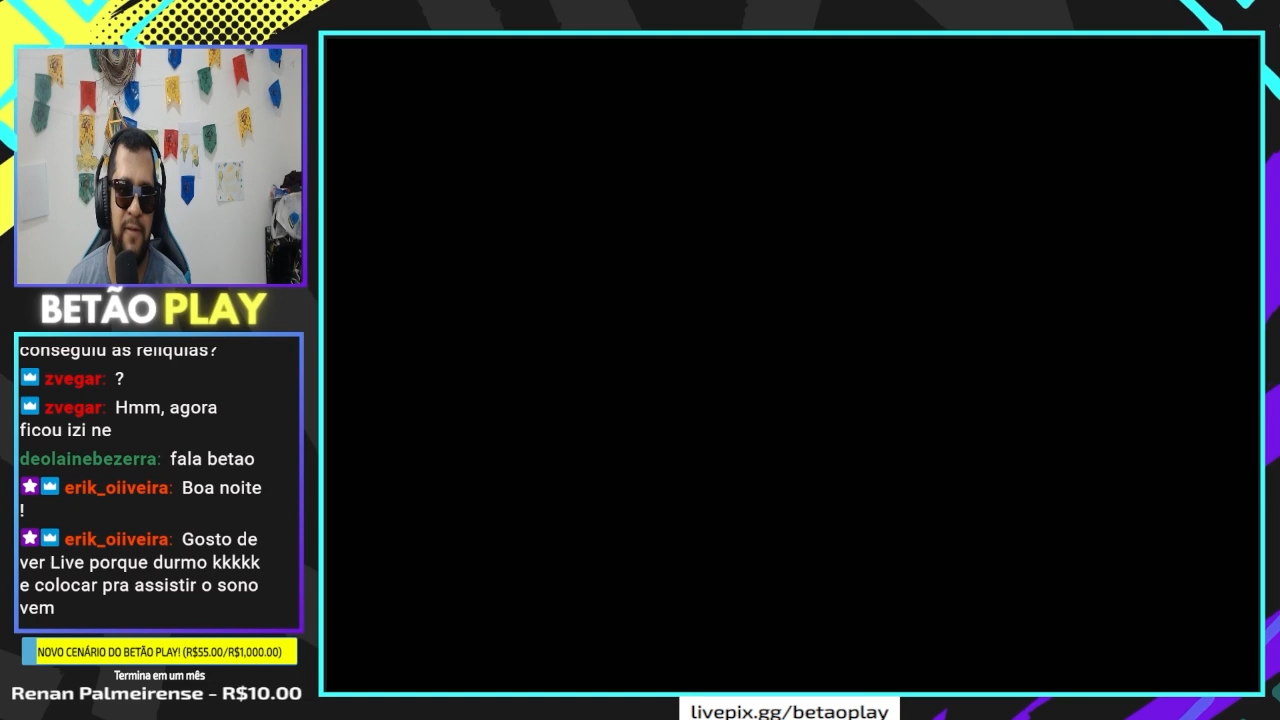 BETÃO PLAY
conseguiu as relíquias?
zvegar: ?
zvegar: Hmm, agora
ficou izi ne
deolainebezerra: fala betao
erik_oiiveira: Boa noite
!
erik_oiiveira: Gosto de
ver Live porque durmo kkkkk
e colocar pra assistir o sono
vem
NOVO CENÁRIO DO BETÃO PLAY! (R$55.00/R$1,000.00)
Termina em um mês
Renan Palmeirense - R$10.00
livepix.gg/betaoplay